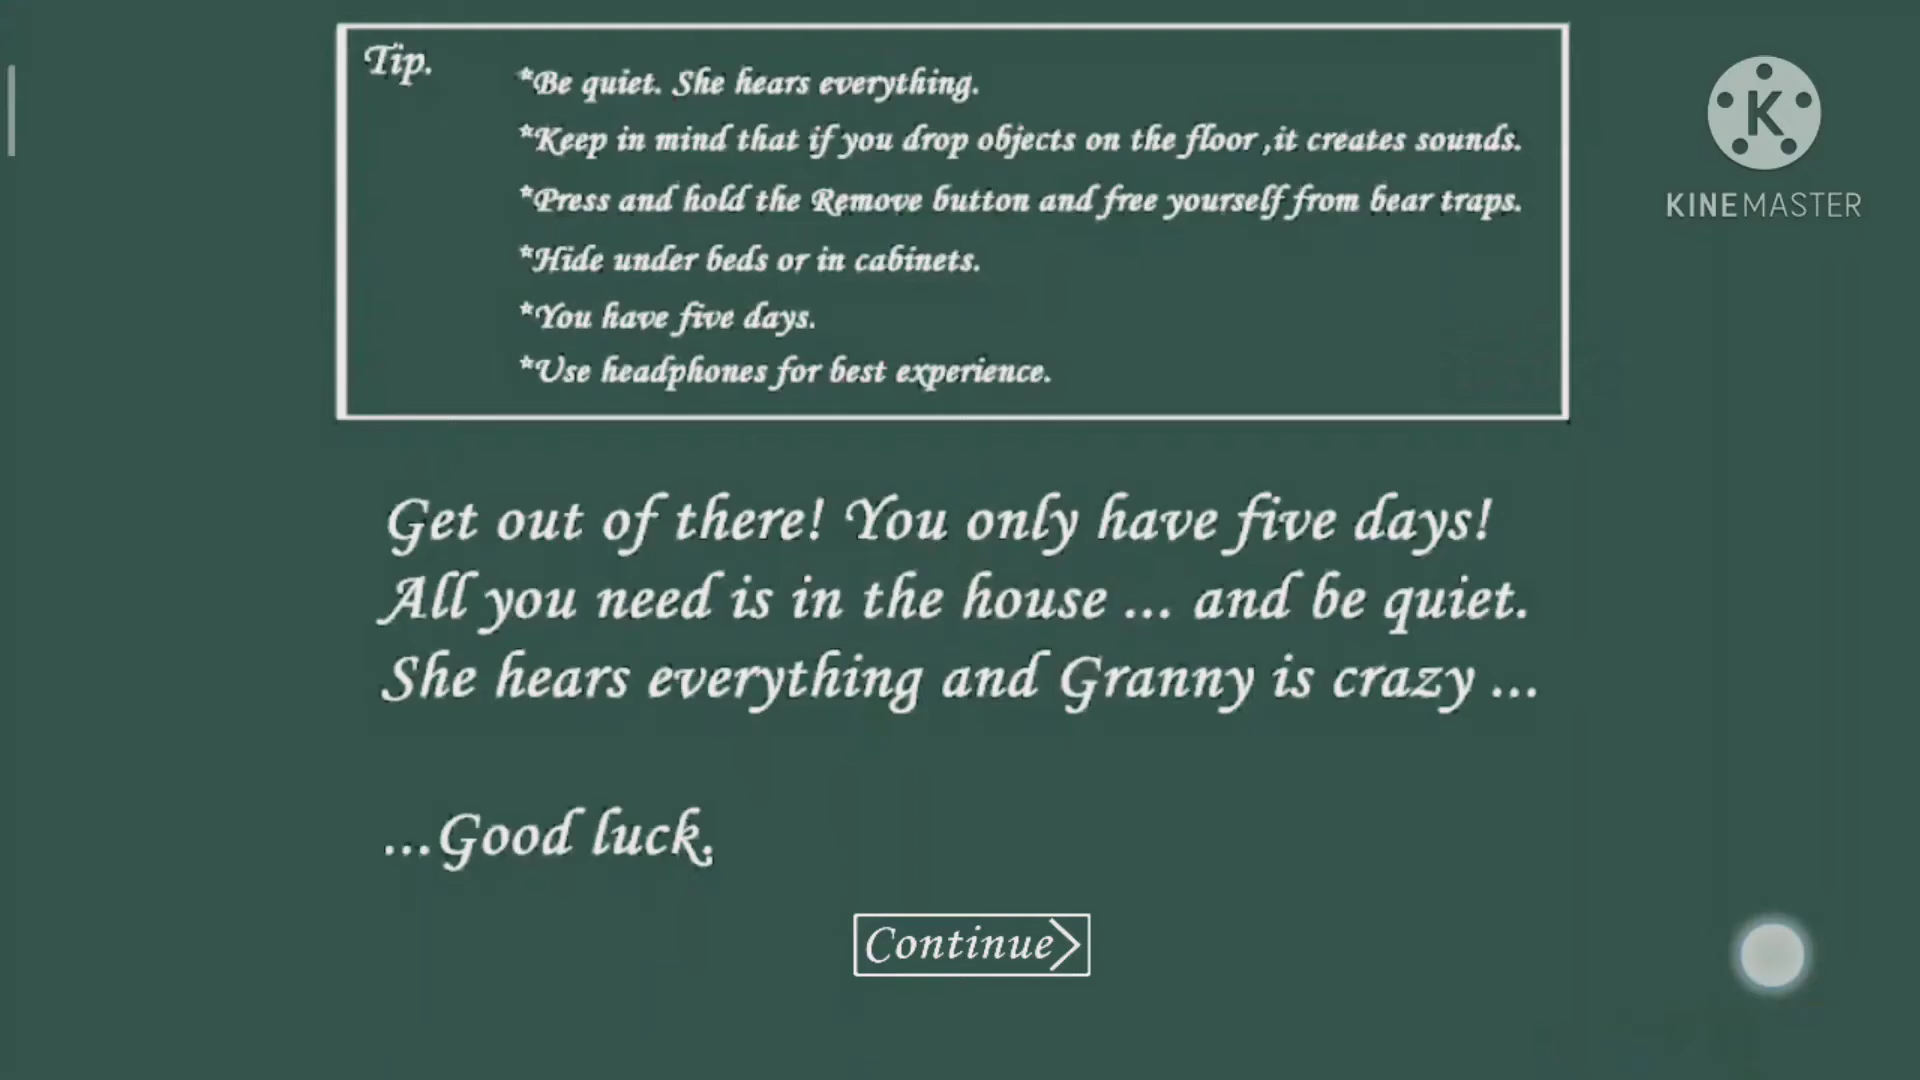 Tip.
*Be quiet. She hears everything.
*Keep in mind that if you drop objects on the floor ,it creates sounds.
*Press and hold the Remove button and free yourself from bear traps.
*Hide under beds or in cabinets.
*You have five days.
*Use headphones for best experience.
K
KINEMASTER
Get out of there! You only have five days!
All you need is in the house ... and be quiet.
She hears everything and Granny is crazy ...
...Good luck.
Continue